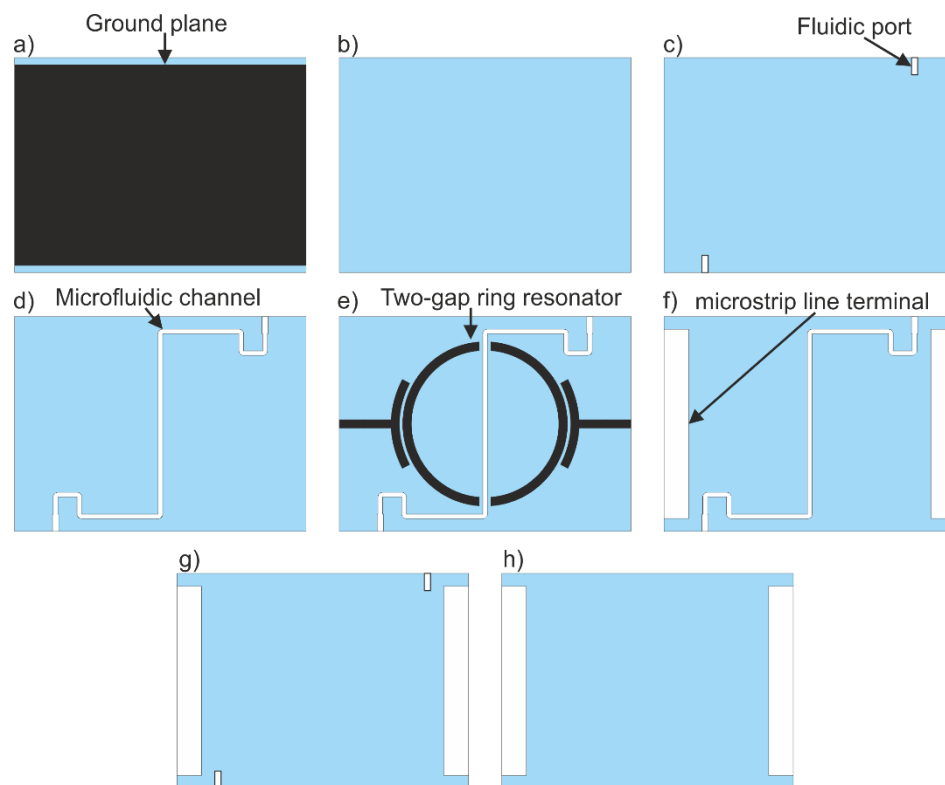 Ground plane
a)
b)
c)
Fluidic port
d)
Microfluidic channel
e)
Two-gap ring resonator
f)
microstrip line terminal
g)
h)